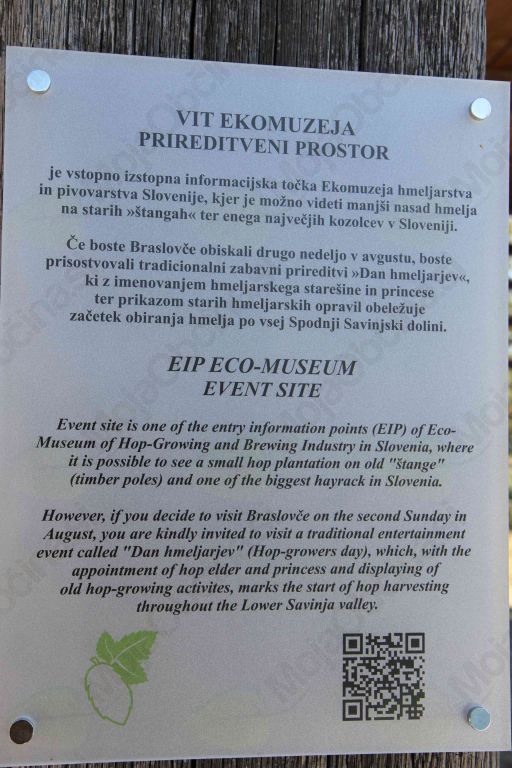 VIT EKOMUZEJA
PRIREDITVENI PROSTOR
je vstopno izstopna informacijska točka Ekomuzeja hmeljarstva
in pivovarstva Slovenije, kjer je možno videti manjši nasad hmelja
na starih »štangah« ter enega največjih kozolcev v Sloveniji.
Če boste Braslovče obiskali drugo nedeljo v avgustu, boste
prisostvovali tradicionalni zabavni prireditvi »Dan hmeljarjev«,
ki z imenovanjem hmeljarskega starešine in princese
ter prikazom starih hmeljarskih opravil obeležuje
začetek obiranja hmelja po vsej Spodnji Savinjski dolini.
EIP ECO-MUSEUM
EVENT SITE
Event site is one of the entry information points (EIP) of Eco-
Museum of Hop-Growing and Brewing Industry in Slovenia, where
it is possible to see a small hop plantation on old "štange"
(timber poles) and one of the biggest hayrack in Slovenia.
However, if you decide to visit Braslovče on the second Sunday in
August, you are kindly invited to visit a traditional entertainment
event called "Dan hmeljarjev" (Hop-growers day), which, with the
appointment of hop elder and princess and displaying of
old hop-growing activites, marks the start of hop harvesting
throughout the Lower Savinja valley.